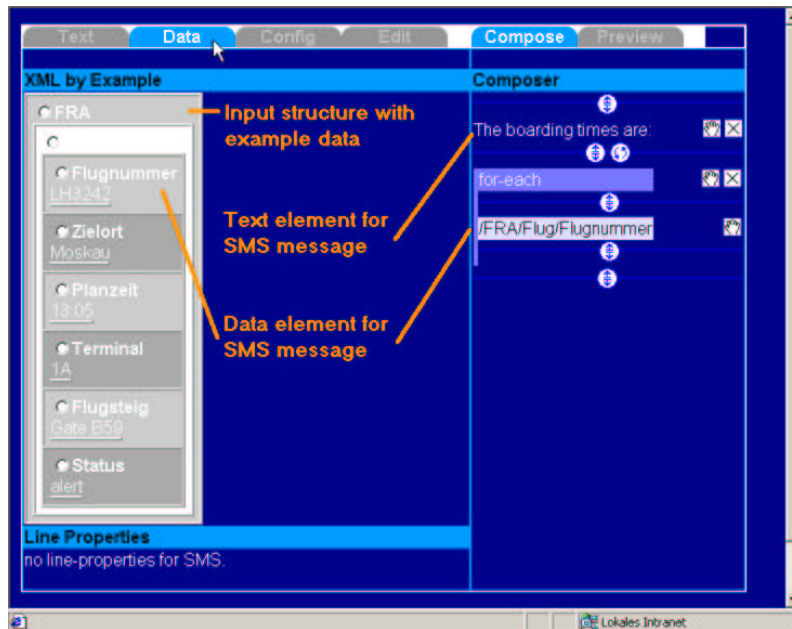 Text Data Config Edit Compose Preview
XML by Example
Composer
FRA
Input structure with
example data
The boarding times are:
Flugnummer
LH3242
for-each
Zielort
Moskau
Text element for
SMS message
/FRA/Flug/Flugnummer
Planzeit
13:05
Data element for
SMS message
Terminal
1A
Flugsteig
Gate B59
Status
alert
Line Properties
no line-properties for SMS.
Lokales Intranet